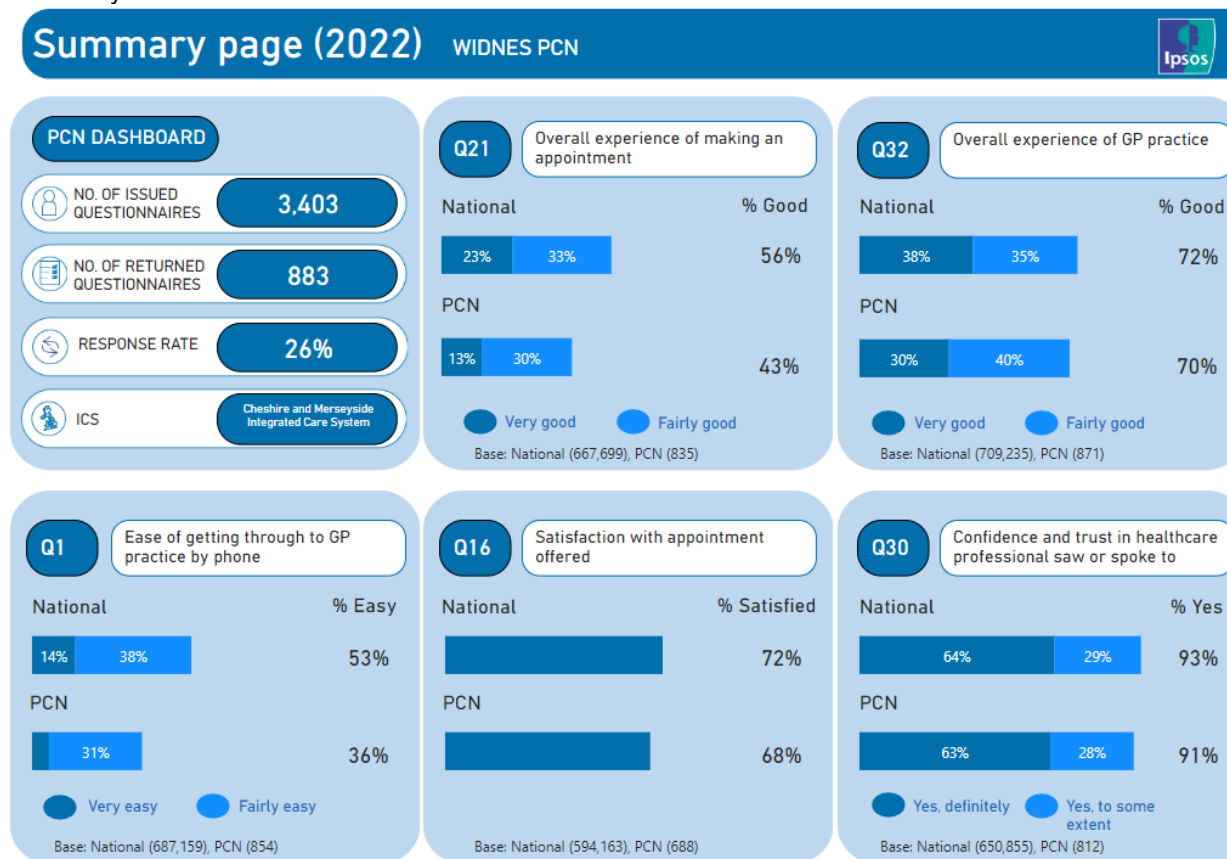 Summary page (2022) WIDNES PCN
Ipsos
PCN DASHBOARD
NO. OF ISSUED
QUESTIONNAIRES
3,403
NO. OF RETURNED
QUESTIONNAIRES
883
RESPONSE RATE
26%
ICS
Cheshire and Merseyside
Integrated Care System
Q21
Overall experience of making an
appointment
National % Good
23% 33% 56%
PCN
13% 30% 43%
Very good Fairly good
Base: National (667,699), PCN (835)
Q32
Overall experience of GP practice
National % Good
38% 35% 72%
PCN
30% 40% 70%
Very good Fairly good
Base: National (709,235), PCN (871)
Q1
Ease of getting through to GP
practice by phone
National % Easy
14% 38% 53%
PCN
31% 36%
Very easy Fairly easy
Base: National (687,159), PCN (854)
Q16
Satisfaction with appointment
offered
National % Satisfied
72%
PCN
68%
Base: National (594,163), PCN (688)
Q30
Confidence and trust in healthcare
professional saw or spoke to
National % Yes
64% 29% 93%
PCN
63% 28% 91%
Yes, definitely Yes, to some
extent
Base: National (650,855), PCN (812)